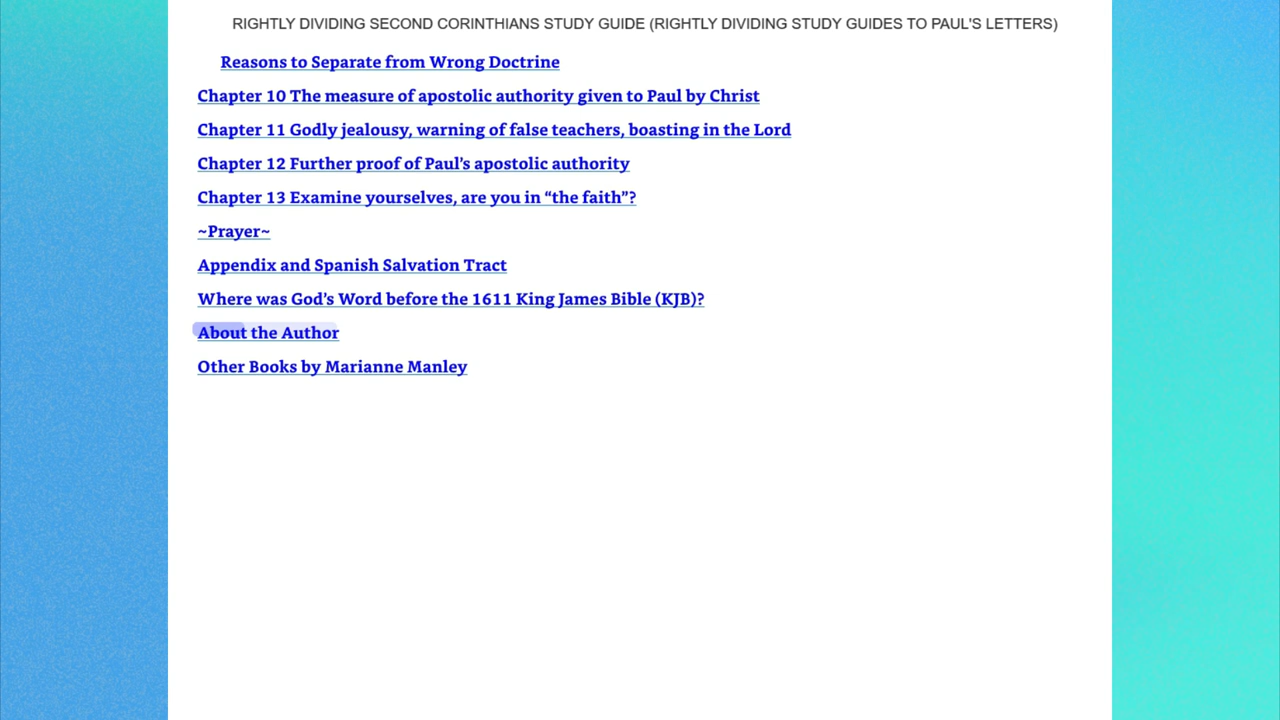 RIGHTLY DIVIDING SECOND CORINTHIANS STUDY GUIDE (RIGHTLY DIVIDING STUDY GUIDES TO PAUL'S LETTERS)
Reasons to Separate from Wrong Doctrine
Chapter 10 The measure of apostolic authority given to Paul by Christ
Chapter 11 Godly jealousy, warning of false teachers, boasting in the Lord
Chapter 12 Further proof of Paul’s apostolic authority
Chapter 13 Examine yourselves, are you in “the faith”?
~Prayer~
Appendix and Spanish Salvation Tract
Where was God’s Word before the 1611 King James Bible (KJB)?
About the Author
Other Books by Marianne Manley